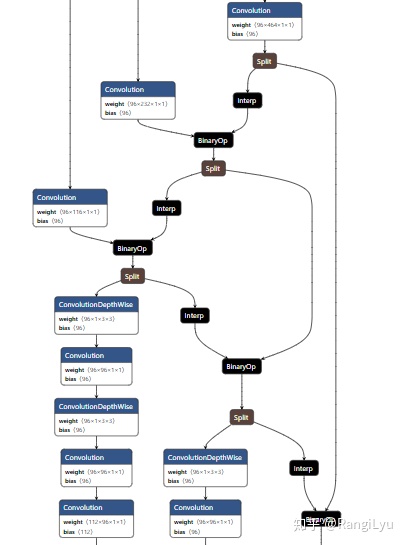 Convolution
weight ⟨96×464×1×1⟩
bias ⟨96⟩
Split
Convolution
weight ⟨96×232×1×1⟩
bias ⟨96⟩
Interp
BinaryOp
Split
Convolution
weight ⟨96×116×1×1⟩
bias ⟨96⟩
Interp
BinaryOp
Split
ConvolutionDepthWise
weight ⟨96×1×3×3⟩
bias ⟨96⟩
Interp
Convolution
weight ⟨96×96×1×1⟩
bias ⟨96⟩
BinaryOp
ConvolutionDepthWise
weight ⟨96×1×3×3⟩
bias ⟨96⟩
Split
Convolution
weight ⟨96×96×1×1⟩
bias ⟨96⟩
ConvolutionDepthWise
weight ⟨96×1×3×3⟩
bias ⟨96⟩
Interp
Convolution
weight ⟨112×96×1×1⟩
bias ⟨112⟩
Convolution
weight ⟨96×96×1×1⟩
bias ⟨96⟩
BinaryOp
知乎 @RangiLyu